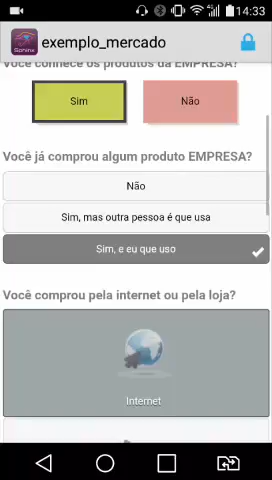 14:33
Sphinx
exemplo_mercado
Você conhece os produtos da EMPRESA?
Sim
Não
Você já comprou algum produto EMPRESA?
Não
Sim, mas outra pessoa é que usa
Sim, e eu que uso
Você comprou pela internet ou pela loja?
Internet